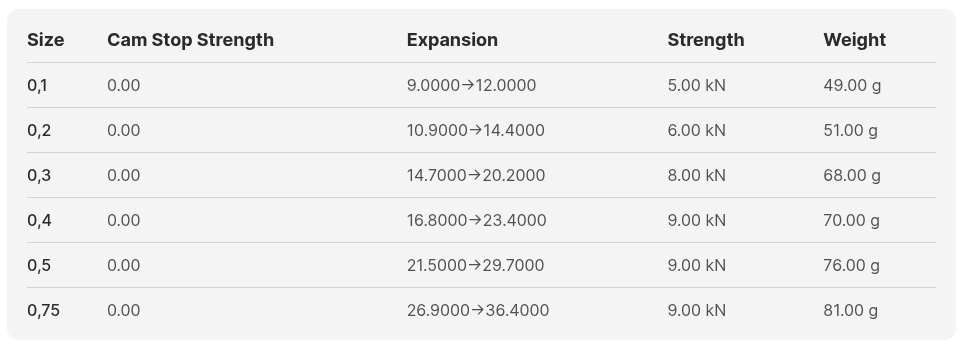 Size Cam Stop Strength Expansion Strength Weight
0,1 0.00 9.0000→12.0000 5.00 kN 49.00 g
0,2 0.00 10.9000→14.4000 6.00 kN 51.00 g
0,3 0.00 14.7000→20.2000 8.00 kN 68.00 g
0,4 0.00 16.8000→23.4000 9.00 kN 70.00 g
0,5 0.00 21.5000→29.7000 9.00 kN 76.00 g
0,75 0.00 26.9000→36.4000 9.00 kN 81.00 g